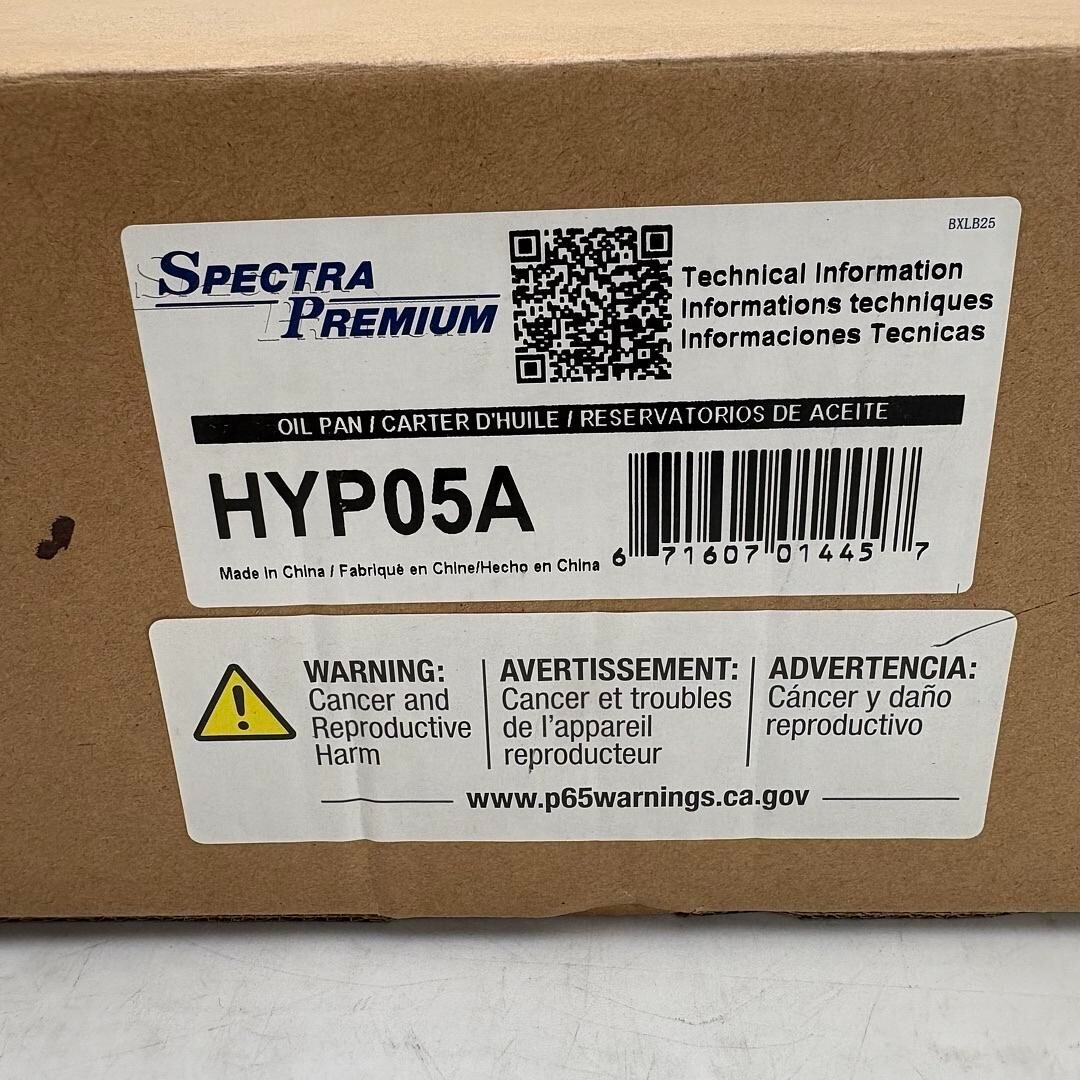 BXLB25
SPECTRA
PREMIUM
Technical Information
Informations techniques
Informaciones Tecnicas
OIL PAN / CARTER D'HUILE / RESERVATORIOS DE ACEITE
HYP05A
Made in China / Fabriqué en Chine/Hecho en China
6 71607 01445 7
WARNING:
Cancer and
Reproductive
Harm
AVERTISSEMENT:
Cancer et troubles
de l'appareil
reproducteur
ADVERTENCIA:
Cáncer y daño
reproductivo
www.p65warnings.ca.gov